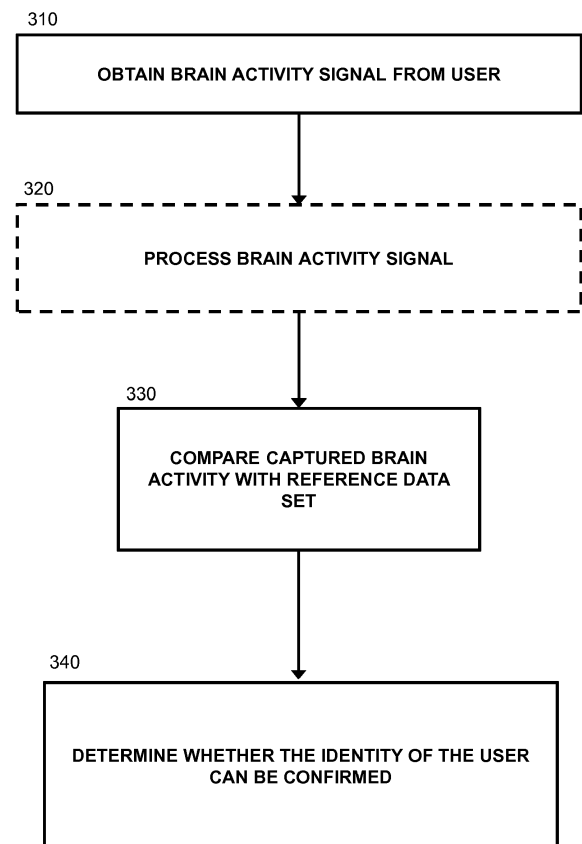 310
OBTAIN BRAIN ACTIVITY SIGNAL FROM USER
320
PROCESS BRAIN ACTIVITY SIGNAL
330
COMPARE CAPTURED BRAIN
ACTIVITY WITH REFERENCE DATA
SET
340
DETERMINE WHETHER THE IDENTITY OF THE USER
CAN BE CONFIRMED